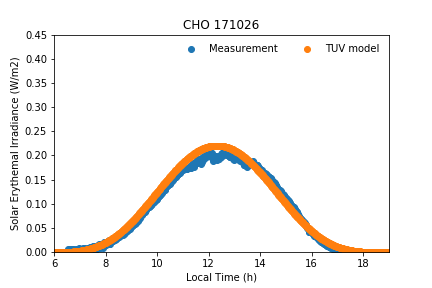 CHO 171026
Measurement TUV model
Solar Erythemal Irradiance (W/m2)
0.45
0.40
0.35
0.30
0.25
0.20
0.15
0.10
0.05
0.00
6 8 10 12 14 16 18
Local Time (h)